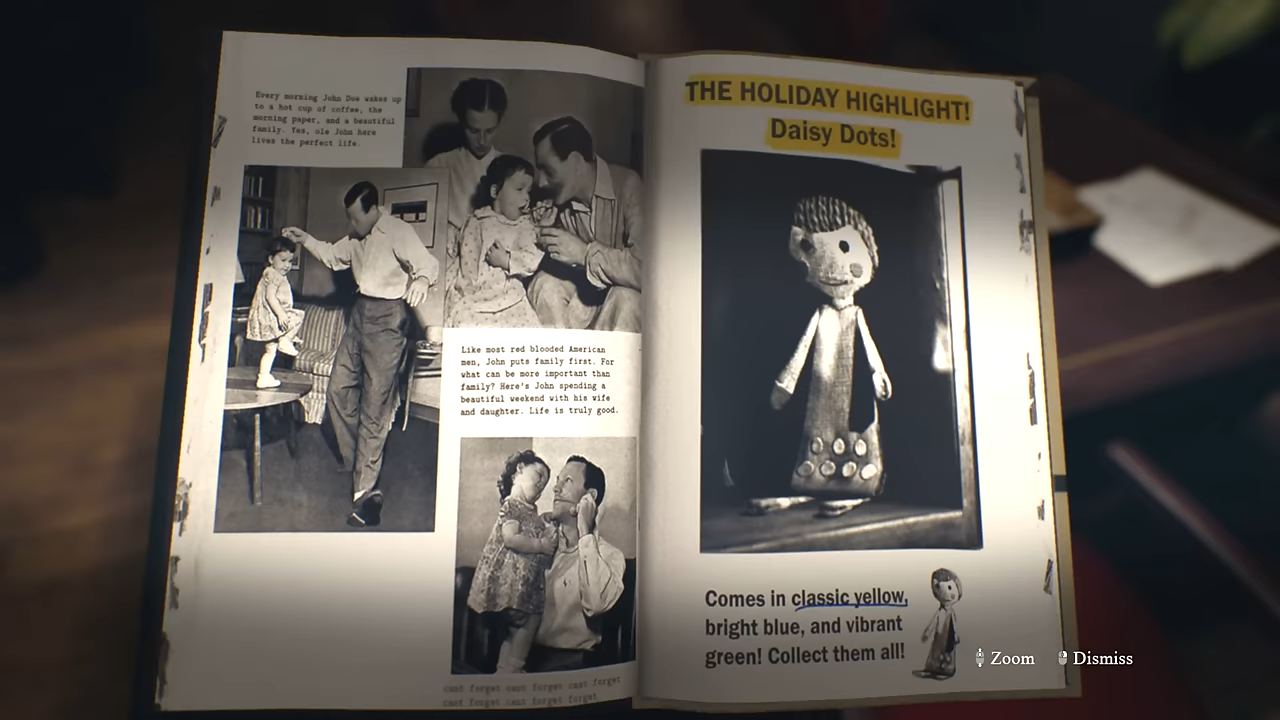 Every morning John Doe wakes up
to a hot cup of coffee, the
morning paper, and a beautiful
family. Yes, ole John here
lives the perfect life.
Like most red blooded American
men, John puts family first. For
what can be more important than
family? Here's John spending a
beautiful weekend with his wife
and daughter. Life is truly good.
cant forget cant forget cant forget
cant forget cant forget forget
THE HOLIDAY HIGHLIGHT!
Daisy Dots!
Comes in classic yellow,
bright blue, and vibrant
green! Collect them all!
Zoom
Dismiss